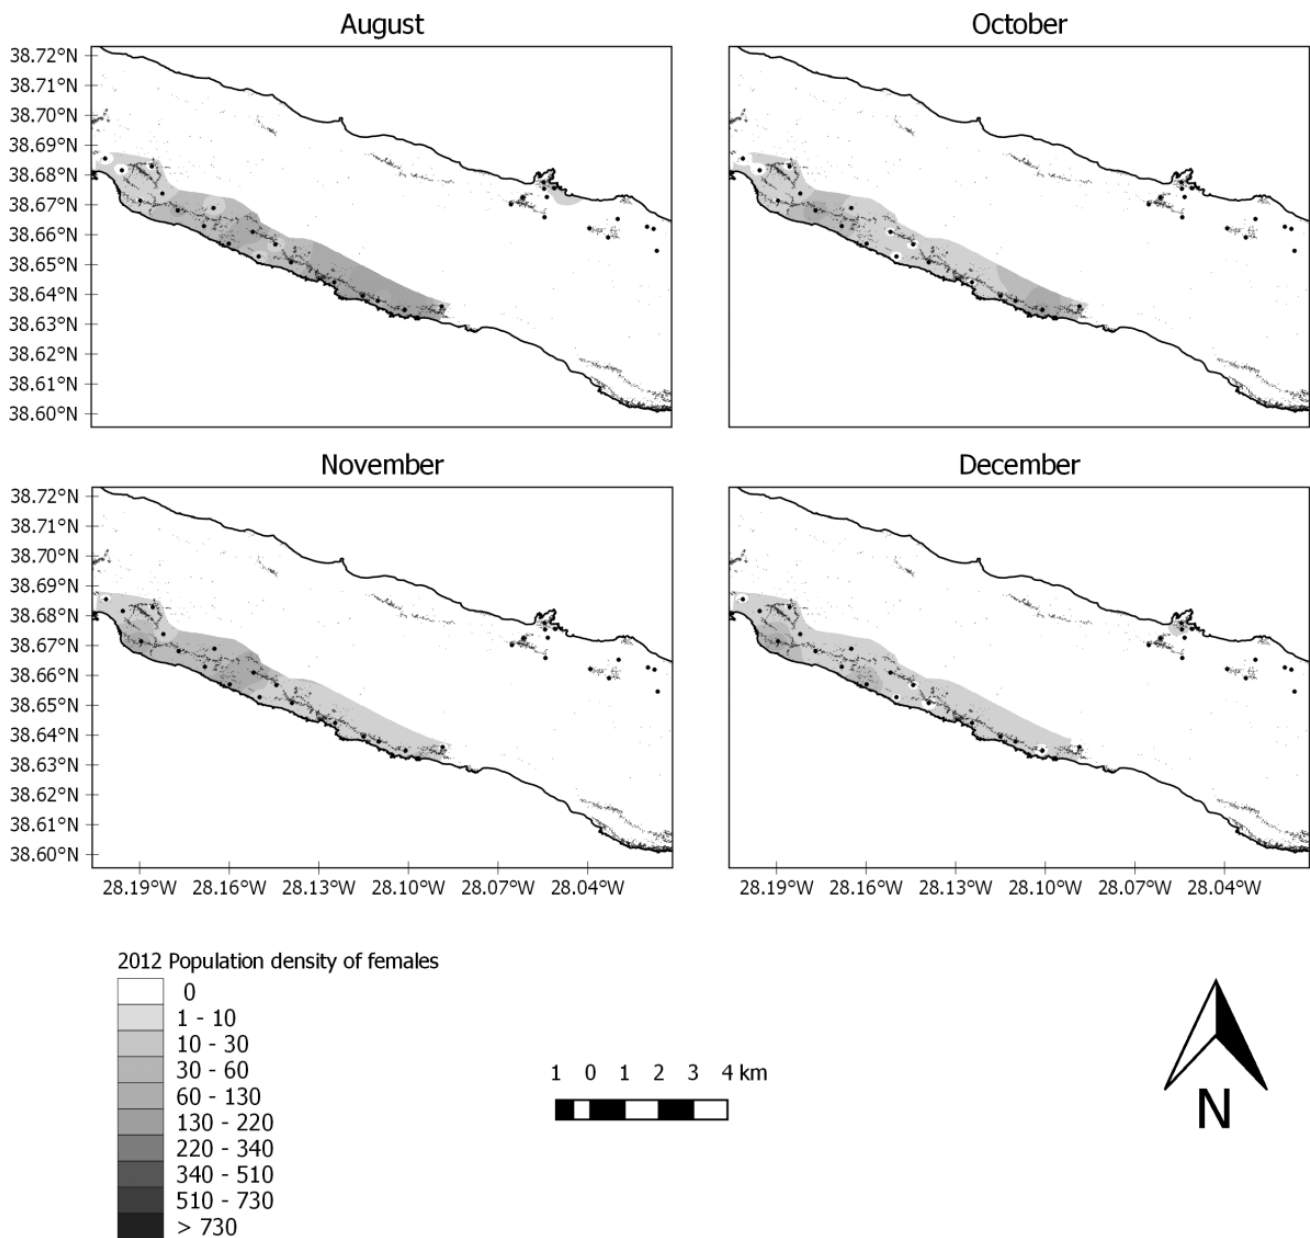 August
October
38.72°N
38.71°N
38.70°N
38.69°N
38.68°N
38.67°N
38.66°N
38.65°N
38.64°N
38.63°N
38.62°N
38.61°N
38.60°N
November
December
38.72°N
38.71°N
38.70°N
38.69°N
38.68°N
38.67°N
38.66°N
38.65°N
38.64°N
38.63°N
38.62°N
38.61°N
38.60°N
28.19°W 28.16°W 28.13°W 28.10°W 28.07°W 28.04°W
28.19°W 28.16°W 28.13°W 28.10°W 28.07°W 28.04°W
2012 Population density of females
0
1 - 10
10 - 30
30 - 60
60 - 130
130 - 220
220 - 340
340 - 510
510 - 730
> 730
1 0 1 2 3 4 km
N